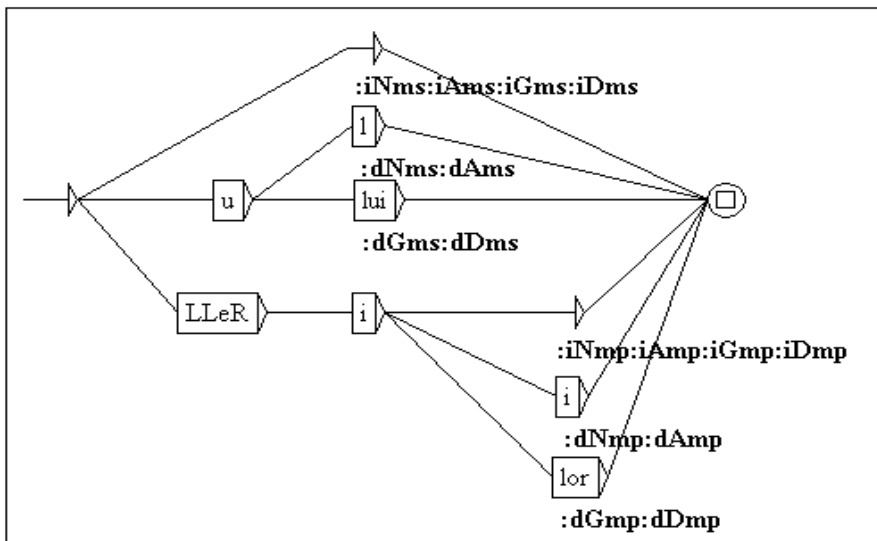 :iNms:iAms:iGms:iDms
l
:dNms:dAms
u lui
:dGms:dDms
LLeR i
:iNmp:iAmp:iGmp:iDmp
i
:dNmp:dAmp
lor
:dGmp:dDmp